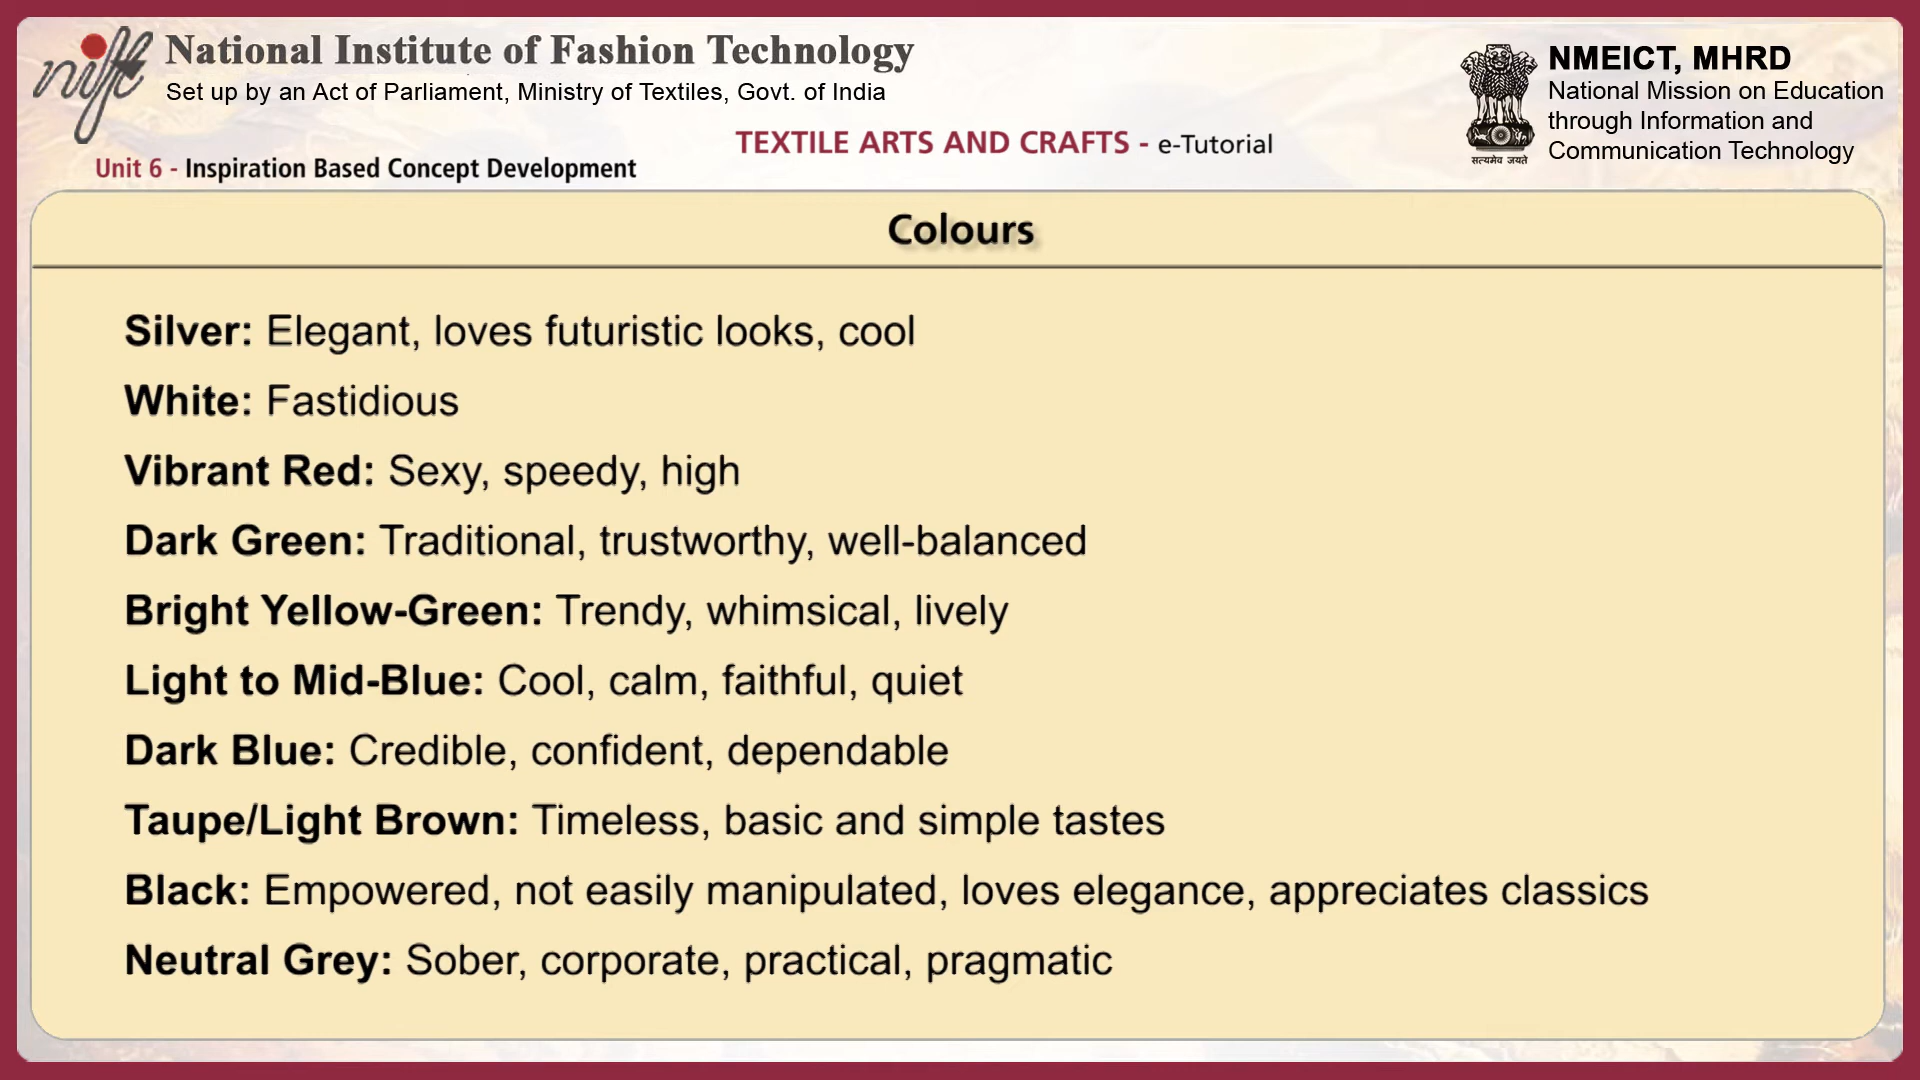 nift
National Institute of Fashion Technology
Set up by an Act of Parliament, Ministry of Textiles, Govt. of India
NMEICT, MHRD
National Mission on Education
through Information and
Communication Technology
सत्यमेव जयते
TEXTILE ARTS AND CRAFTS - e-Tutorial
Unit 6 - Inspiration Based Concept Development
Colours
Silver: Elegant, loves futuristic looks, cool
White: Fastidious
Vibrant Red: Sexy, speedy, high
Dark Green: Traditional, trustworthy, well-balanced
Bright Yellow-Green: Trendy, whimsical, lively
Light to Mid-Blue: Cool, calm, faithful, quiet
Dark Blue: Credible, confident, dependable
Taupe/Light Brown: Timeless, basic and simple tastes
Black: Empowered, not easily manipulated, loves elegance, appreciates classics
Neutral Grey: Sober, corporate, practical, pragmatic